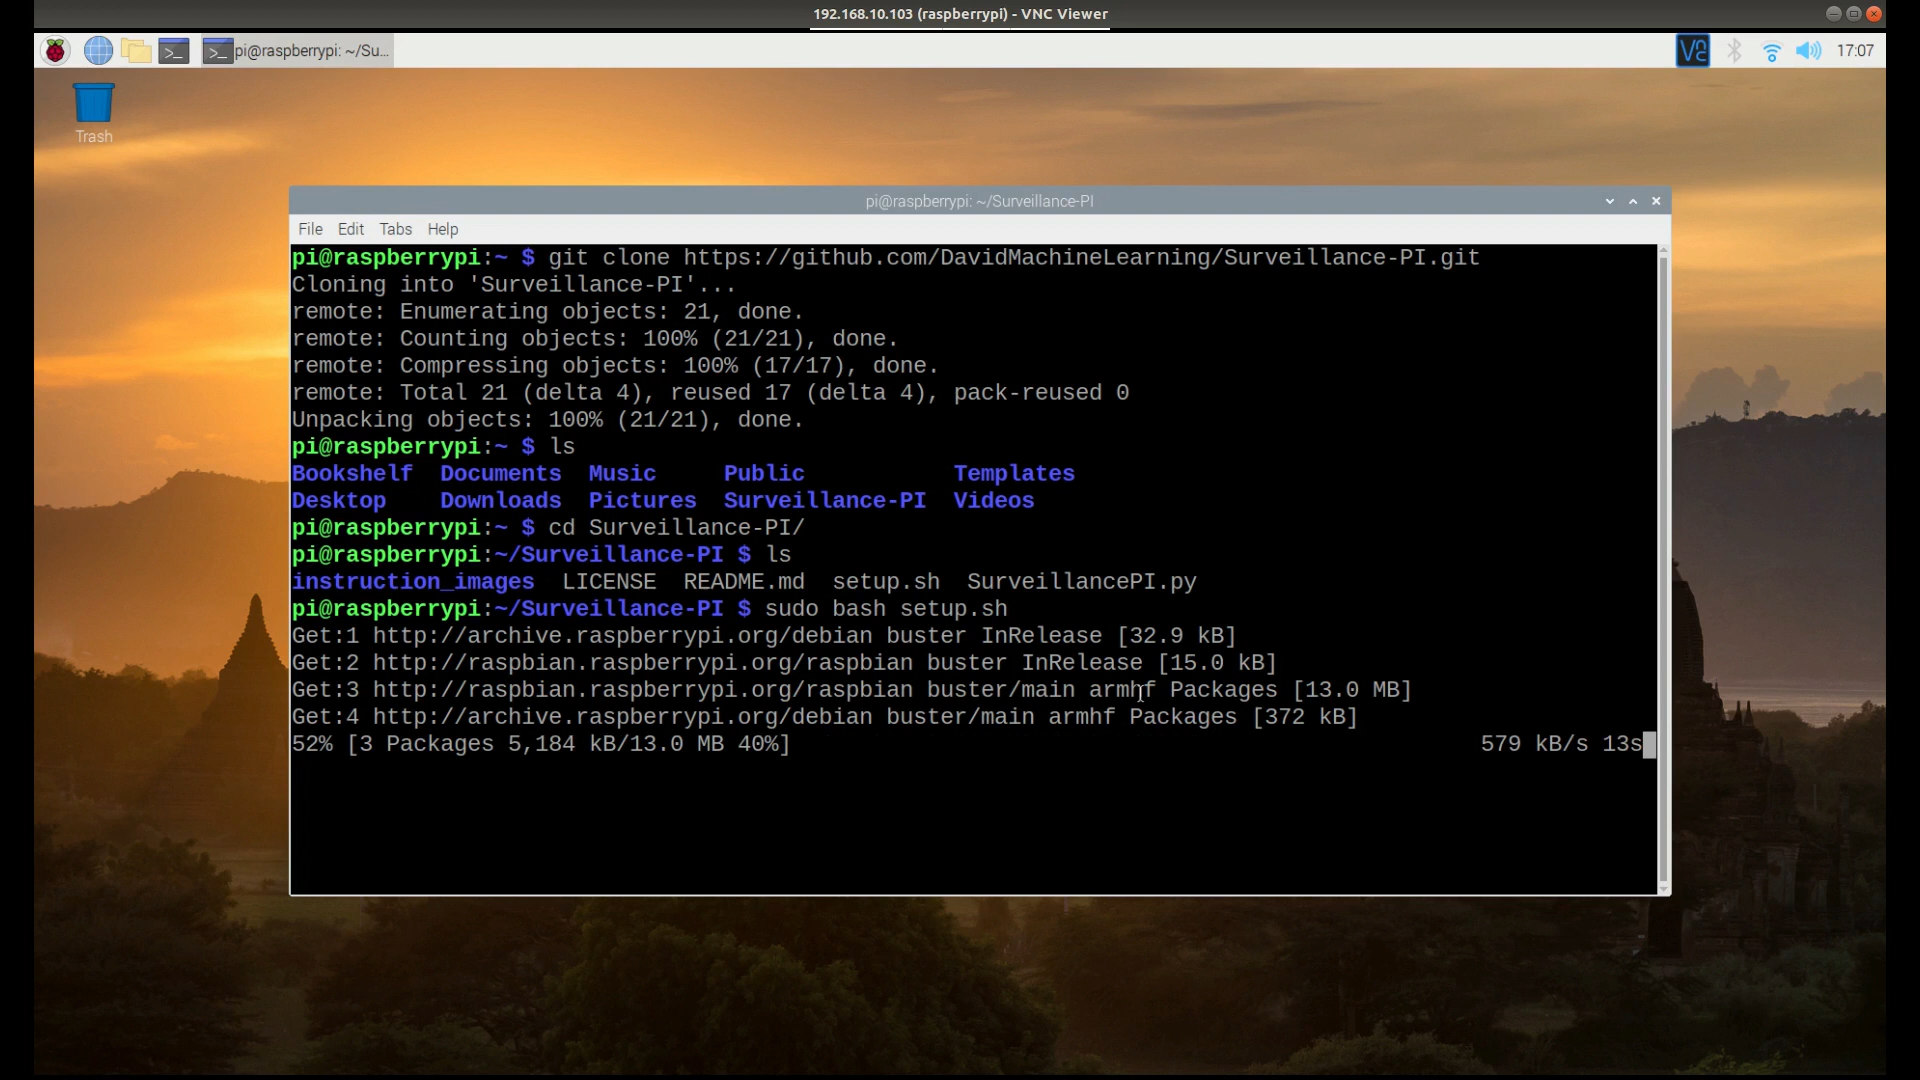 192.168.10.103 (raspberrypi) - VNC Viewer
pi@raspberrypi: ~/Su...
17:07
Trash
pi@raspberrypi: ~/Surveillance-PI
File Edit Tabs Help
pi@raspberrypi:~ $ git clone https://github.com/DavidMachineLearning/Surveillance-PI.git
Cloning into 'Surveillance-PI'...
remote: Enumerating objects: 21, done.
remote: Counting objects: 100% (21/21), done.
remote: Compressing objects: 100% (17/17), done.
remote: Total 21 (delta 4), reused 17 (delta 4), pack-reused 0
Unpacking objects: 100% (21/21), done.
pi@raspberrypi:~ $ ls
Bookshelf Documents Music Public Templates
Desktop Downloads Pictures Surveillance-PI Videos
pi@raspberrypi:~ $ cd Surveillance-PI/
pi@raspberrypi:~/Surveillance-PI $ ls
instruction_images LICENSE README.md setup.sh SurveillancePI.py
pi@raspberrypi:~/Surveillance-PI $ sudo bash setup.sh
Get:1 http://archive.raspberrypi.org/debian buster InRelease [32.9 kB]
Get:2 http://raspbian.raspberrypi.org/raspbian buster InRelease [15.0 kB]
Get:3 http://raspbian.raspberrypi.org/raspbian buster/main armhf Packages [13.0 MB]
Get:4 http://archive.raspberrypi.org/debian buster/main armhf Packages [372 kB]
52% [3 Packages 5,184 kB/13.0 MB 40%] 579 kB/s 13s